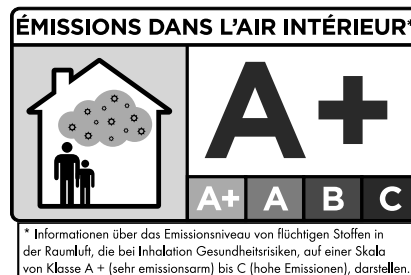 ÉMISSIONS DANS L'AIR INTÉRIEUR*
A+
A+ A B C
* Informationen über das Emissionsniveau von flüchtigen Stoffen in
der Raumluft, die bei Inhalation Gesundheitsrisiken, auf einer Skala
von Klasse A + (sehr emissionsarm) bis C (hohe Emissionen), darstellen.